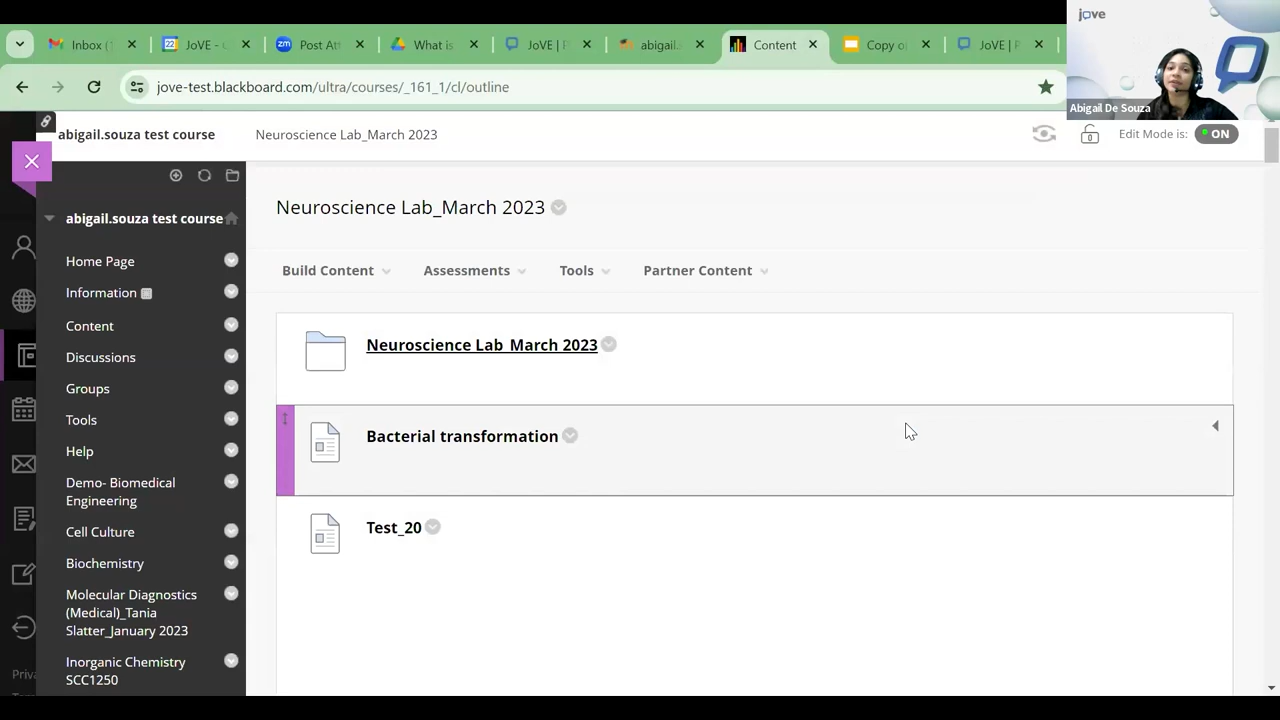 Inbox (
JoVE - 
Post Att
What is
JoVE | F
abigail.
Content
Copy o
JoVE | F
jove
Abigail De Souza
jove-test.blackboard.com/ultra/courses/_161_1/cl/outline
abigail.souza test course
Neuroscience Lab_March 2023
Edit Mode is: ON
Neuroscience Lab_March 2023
abigail.souza test course
Home Page
Information
Content
Discussions
Groups
Tools
Help
Demo- Biomedical
Engineering
Cell Culture
Biochemistry
Molecular Diagnostics
(Medical)_Tania
Slatter_January 2023
Inorganic Chemistry
SCC1250
Build Content
Assessments
Tools
Partner Content
Neuroscience Lab_March 2023
Bacterial transformation
Test_20
Priva